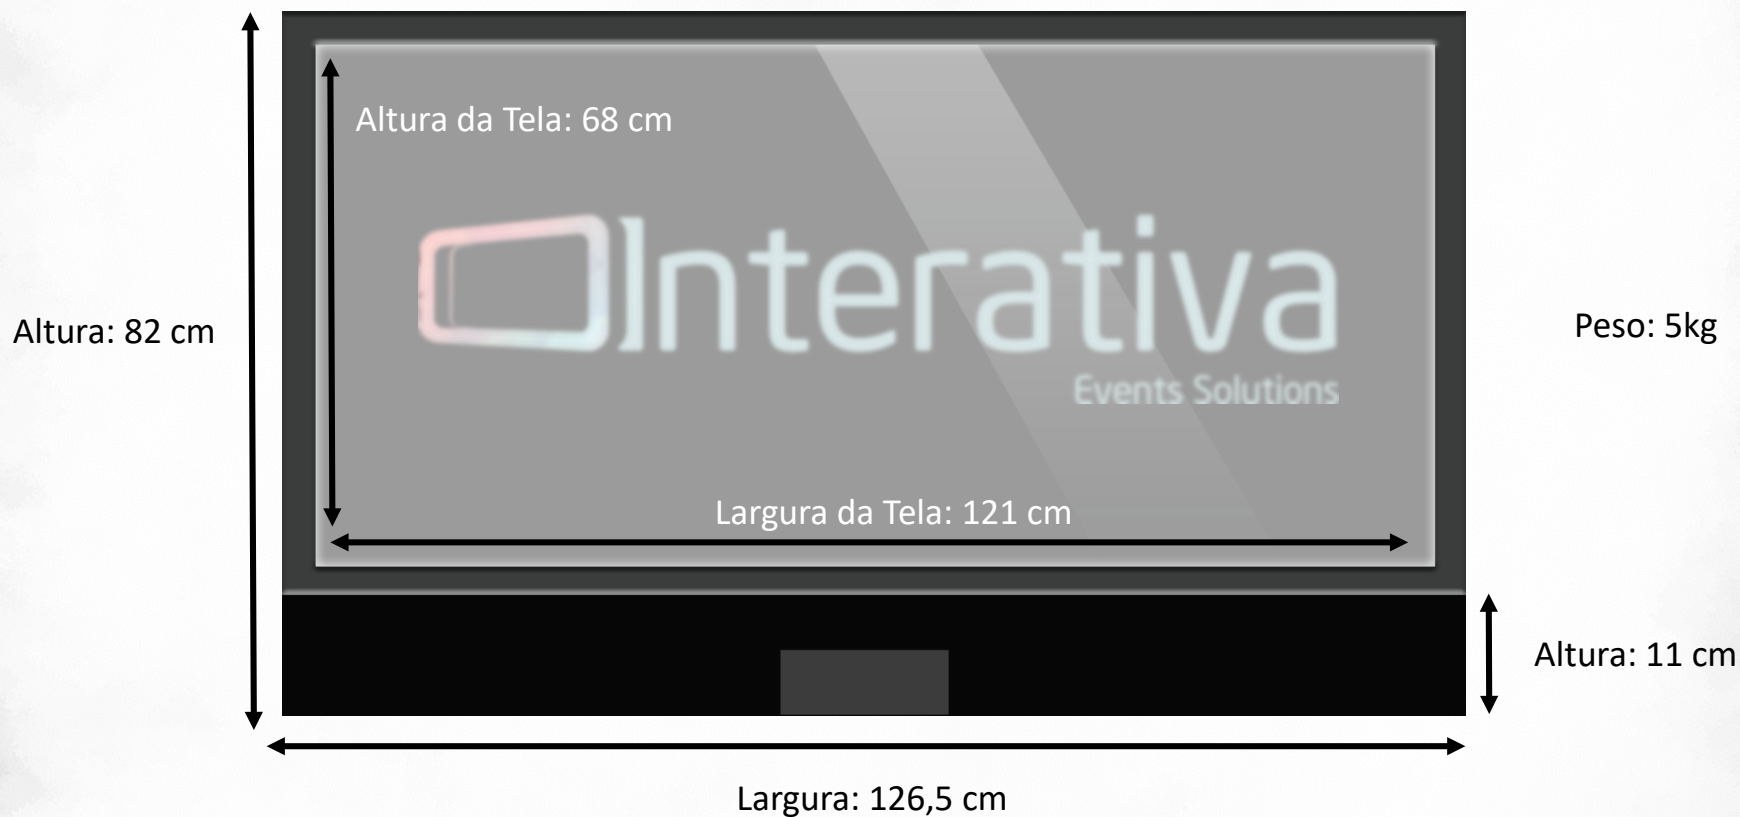 Altura da Tela: 68 cm
Interativa
Events Solutions
Altura: 82 cm
Peso: 5kg
Largura da Tela: 121 cm
Altura: 11 cm
Largura: 126,5 cm